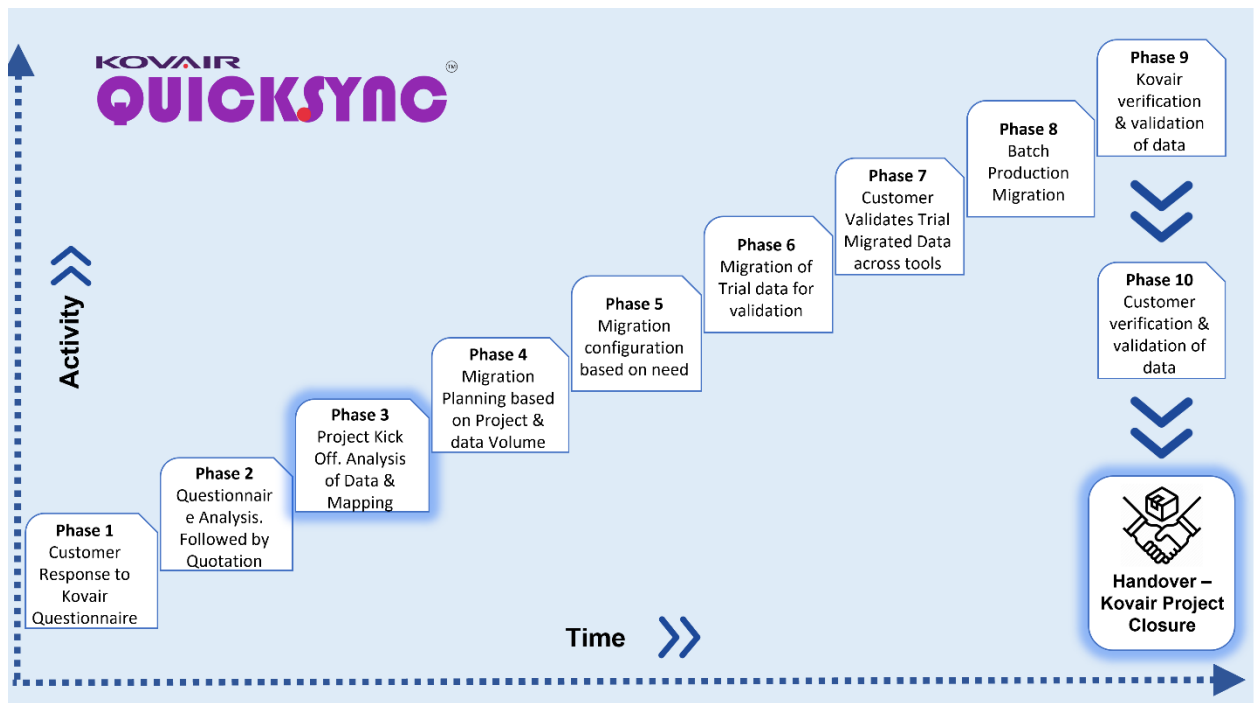 KOVAIR
QUICKSYNC
TM
Activity
Phase 1
Customer
Response to
Kovair
Questionnaire
Phase 2
Questionnair
e Analysis.
Followed by
Quotation
Phase 3
Project Kick
Off. Analysis
of Data &
Mapping
Phase 4
Migration
Planning based
on Project &
data Volume
Phase 5
Migration
configuration
based on need
Phase 6
Migration of
Trial data for
validation
Phase 7
Customer
Validates Trial
Migrated Data
across tools
Phase 8
Batch
Production
Migration
Phase 9
Kovair
verification
& validation
of data
Phase 10
Customer
verification &
validation of
data
Handover –
Kovair Project
Closure
Time